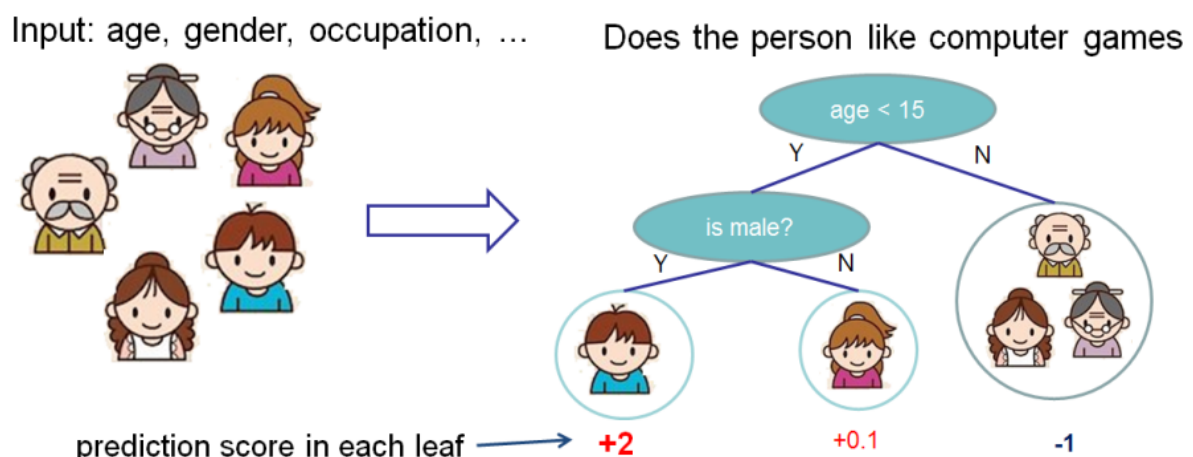 Input: age, gender, occupation, …
Does the person like computer games
age < 15
Y
N
is male?
Y
N
prediction score in each leaf
+2
+0.1
-1